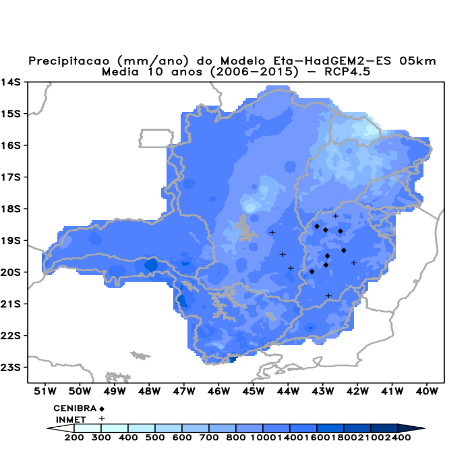 Precipitacao (mm/ano) do Modelo Eta-HadGEM2-ES 05km
Media 10 anos (2006-2015) - RCP4.5
14S
15S
16S
17S
18S
19S
20S
21S
22S
23S
51W 50W 49W 48W 47W 46W 45W 44W 43W 42W 41W 40W
CENIBRA
INMET
200 300 400 500 600 700 800 1000 1400 1600 1800 2100 2400